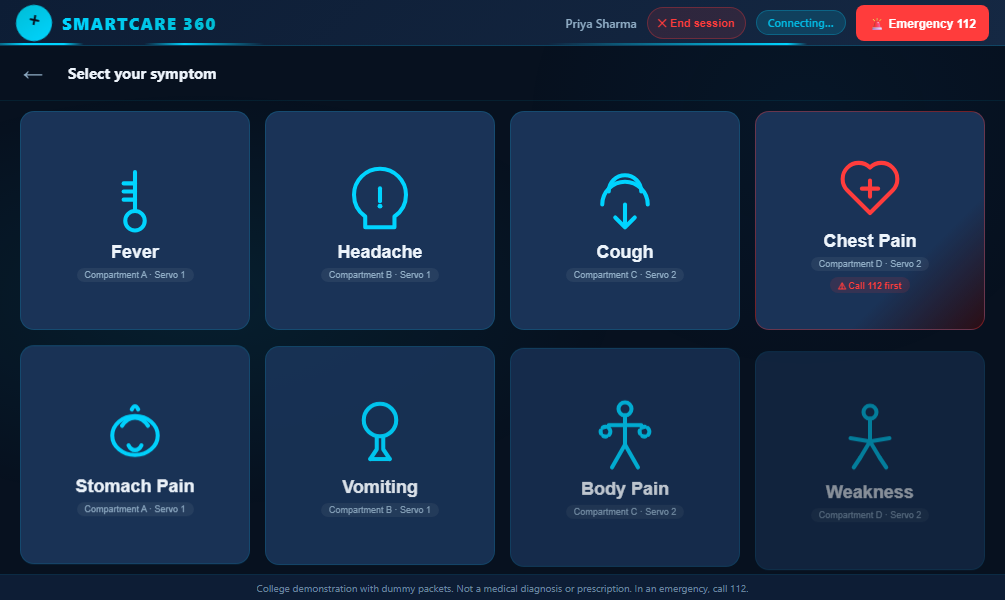 SMARTCARE 360
Priya Sharma
✕ End session
Connecting...
🚨 Emergency 112
← Select your symptom
Fever
Compartment A · Servo 1
Headache
Compartment B · Servo 1
Cough
Compartment C · Servo 2
Chest Pain
Compartment D · Servo 2
⚠ Call 112 first
Stomach Pain
Compartment A · Servo 1
Vomiting
Compartment B · Servo 1
Body Pain
Compartment C · Servo 2
Weakness
Compartment D · Servo 2
College demonstration with dummy packets. Not a medical diagnosis or prescription. In an emergency, call 112.